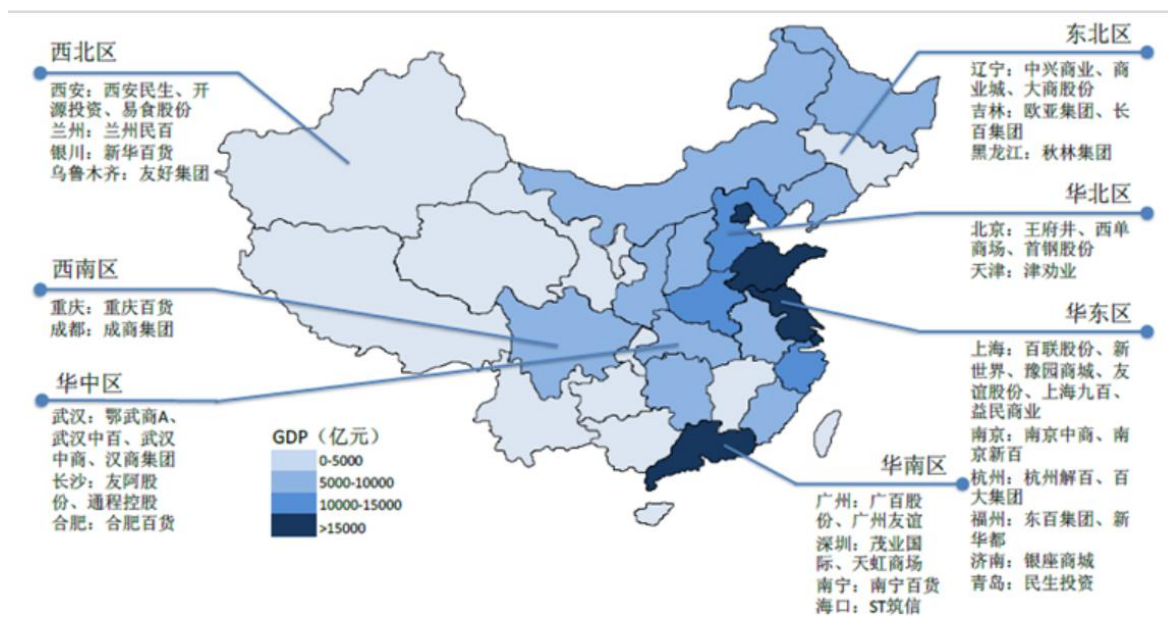 西北区
西安：西安民生、开
源投资、易食股份
兰州：兰州民百
银川：新华百货
乌鲁木齐：友好集团
西南区
重庆：重庆百货
成都：成商集团
华中区
武汉：鄂武商A、
武汉中百、武汉
中商、汉商集团
长沙：友阿股
份、通程控股
合肥：合肥百货
GDP（亿元）
0-5000
5000-10000
10000-15000
>15000
东北区
辽宁：中兴商业、商
业城、大商股份
吉林：欧亚集团、长
百集团
黑龙江：秋林集团
华北区
北京：王府井、西单
商场、首钢股份
天津：津劝业
华东区
上海：百联股份、新
世界、豫园商城、友
谊股份、上海九百、
益民商业
南京：南京中商、南
京新百
杭州：杭州解百、百
大集团
福州：东百集团、新
华都
济南：银座商城
青岛：民生投资
华南区
广州：广百股
份、广州友谊
深圳：茂业国
际、天虹商场
南宁：南宁百货
海口：ST筑信